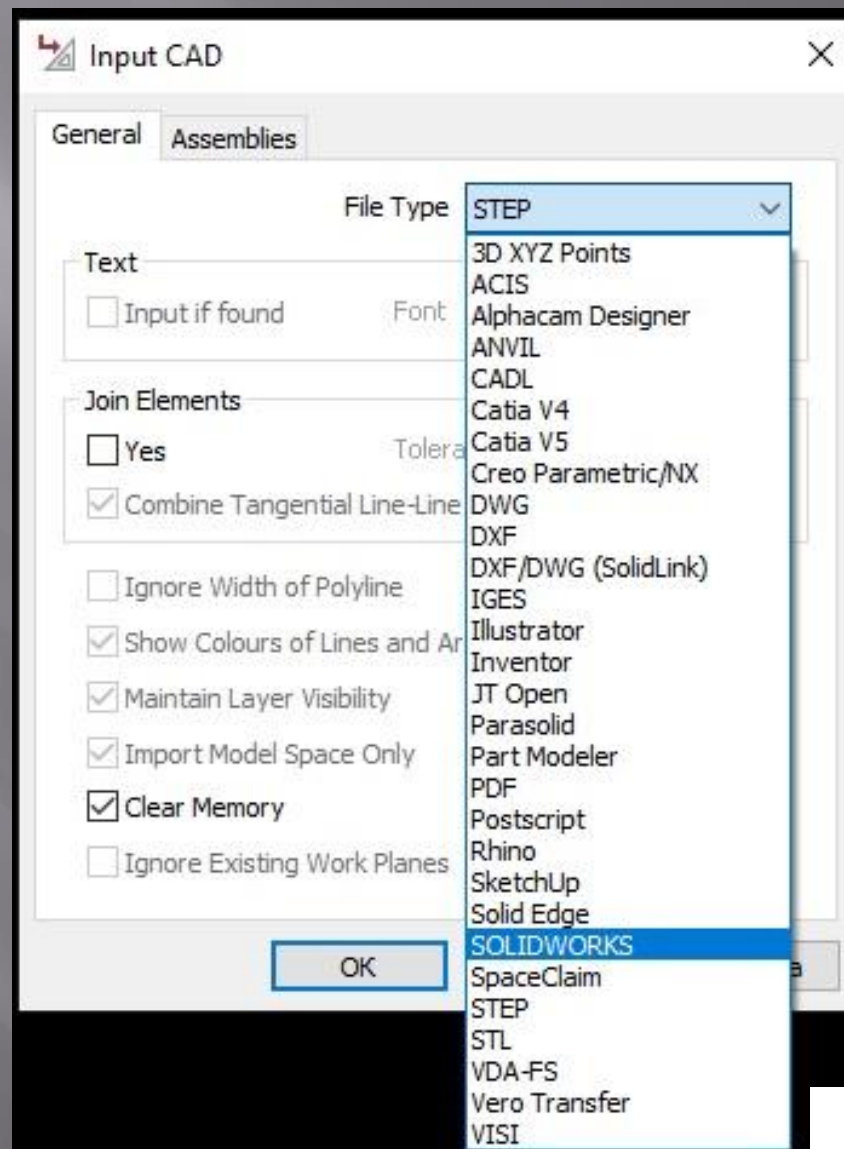 Input CAD
General
Assemblies
File Type
STEP
Text
Input if found
Font
Join Elements
Yes
Combine Tangential Line-Line
Ignore Width of Polyline
Show Colours of Lines and
Maintain Layer Visibility
Import Model Space Only
Clear Memory
Ignore Existing Work Planes
OK
3D XYZ Points
ACIS
Alphacam Designer
ANVIL
CADL
Catia V4
Catia V5
Creo Parametric/NX
DWG
DXF
DXF/DWG (SolidLink)
IGES
Illustrator
Inventor
JT Open
Parasolid
Part Modeler
PDF
Postscript
Rhino
SketchUp
Solid Edge
SOLIDWORKS
SpaceClaim
STEP
STL
VDA-FS
Vero Transfer
VISI